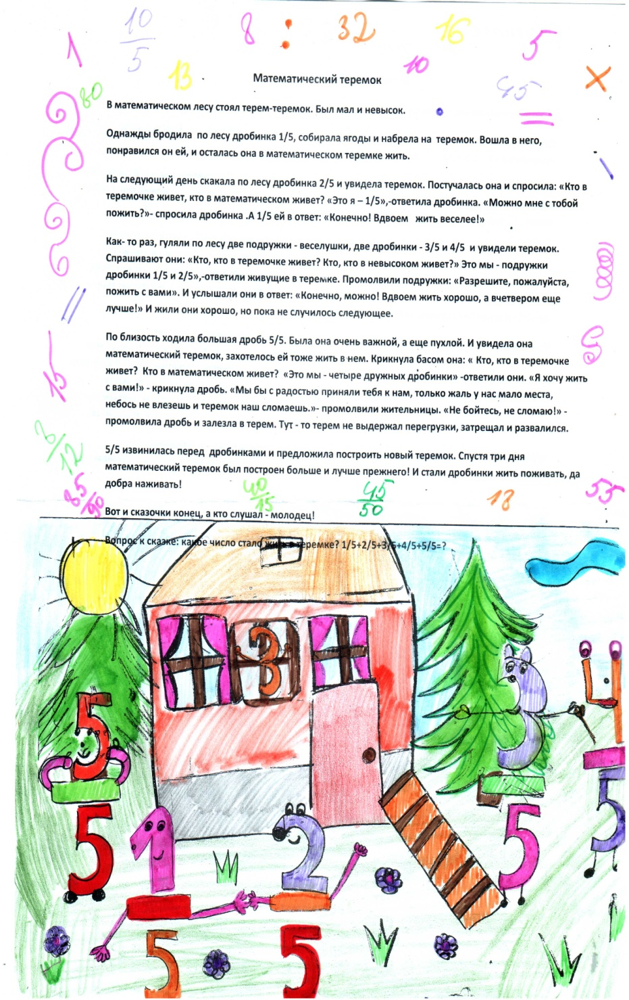 1 10/5 8 : 32 16 5
13 10 ×
80 Математический теремок 45
В математическом лесу стоял терем-теремок. Был мал и невысок. =
Однажды бродила по лесу дробинка 1/5, собирала ягоды и набрела на теремок. Вошла в него,
понравился он ей, и осталась она в математическом теремке жить.
На следующий день скакала по лесу дробинка 2/5 и увидела теремок. Постучалась она и спросила: «Кто в
теремочке живет, кто в математическом живет? «Это я – 1/5»,-ответила дробинка. «Можно мне с тобой
пожить?»- спросила дробинка .А 1/5 ей в ответ: «Конечно! Вдвоем жить веселее!»
Как- то раз, гуляли по лесу две подружки - веселушки, две дробинки - 3/5 и 4/5 и увидели теремок.
Спрашивают они: «Кто, кто в теремочке живет? Кто, кто в невысоком живет?» Это мы - подружки
дробинки 1/5 и 2/5»,-ответили живущие в теремке. Промолвили подружки: «Разрешите, пожалуйста,
пожить с вами». И услышали они в ответ: «Конечно, можно! Вдвоем жить хорошо, а вчетвером еще
лучше!» И жили они хорошо, но пока не случилось следующее.
По близость ходила большая дробь 5/5. Была она очень важной, а еще пухлой. И увидела она
математический теремок, захотелось ей тоже жить в нем. Крикнула басом она: « Кто, кто в теремочке
живет? Кто в математическом живет? «Это мы - четыре дружных дробинки» -ответили они. «Я хочу жить
с вами!» - крикнула дробь. «Мы бы с радостью приняли тебя к нам, только жаль у нас мало места,
небось не влезешь и теремок наш сломаешь.»- промолвили жительницы. «Не бойтесь, не сломаю!» -
промолвила дробь и залезла в терем. Тут - то терем не выдержал перегрузки, затрещал и развалился.
15
5/5 извинилась перед дробинками и предложила построить новый теремок. Спустя три дня
математический теремок был построен больше и лучше прежнего! И стали дробинки жить поживать, да
добра наживать!
85/90 40/15 45/50 18 55
Вот и сказочки конец, а кто слушал - молодец!
Вопрос к сказке: какое число стало жить в теремке? 1/5+2/5+3/5+4/5+5/5=?
3
5 4
5 1 2 5 5
5 5